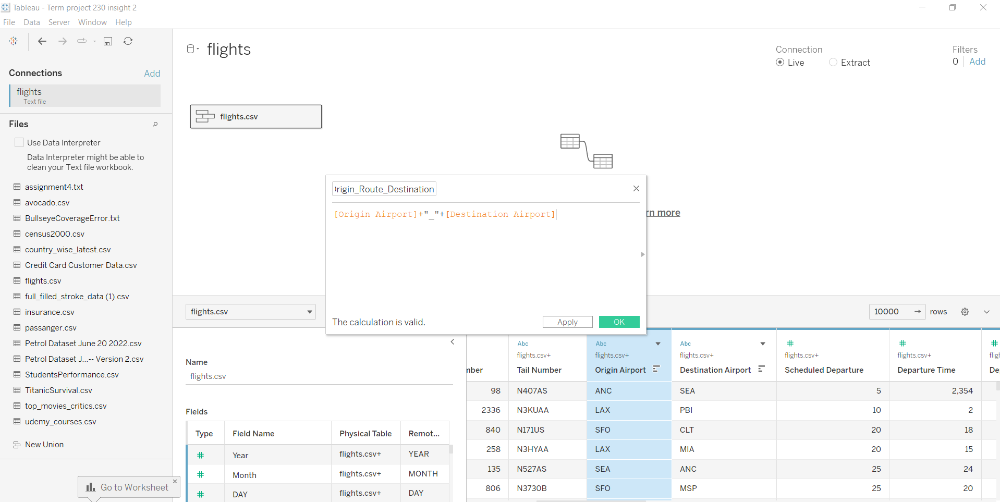 Tableau - Term project 230 insight 2
File Data Server Window Help
Connections Add
flights
Text file
Files
Use Data Interpreter
Data Interpreter might be able to
clean your Text file workbook.
assignment4.txt
avocado.csv
BullseyeCoverageError.txt
census2000.csv
country_wise_latest.csv
Credit Card Customer Data.csv
flights.csv
full_filled_stroke_data (1).csv
insurance.csv
passanger.csv
Petrol Dataset June 20 2022.csv
Petrol Dataset J...-- Version 2.csv
StudentsPerformance.csv
TitanicSurvival.csv
top_movies_critics.csv
udemy_courses.csv
New Union
Go to Worksheet
flights
Connection
Live Extract
Filters
0 Add
flights.csv
rigin_Route_Destination
[Origin Airport]+"_"+[Destination Airport]
rn more
The calculation is valid. Apply OK
flights.csv
10000 rows
Name
flights.csv
Fields
Type Field Name Physical Table Remot...
Year flights.csv+ YEAR
Month flights.csv+ MONTH
DAY flights.csv+ DAY
Abc Abc Abc
flights.csv+ flights.csv+ flights.csv+ flights.csv+ flights.csv+ fligh
nber Tail Number Origin Airport Destination Airport Scheduled Departure Departure Time De
98 N407AS ANC SEA 5 2,354
2336 N3KUAA LAX PBI 10 2
840 N171US SFO CLT 20 18
258 N3HYAA LAX MIA 20 15
135 N527AS SEA ANC 25 24
806 N3730B SFO MSP 25 20